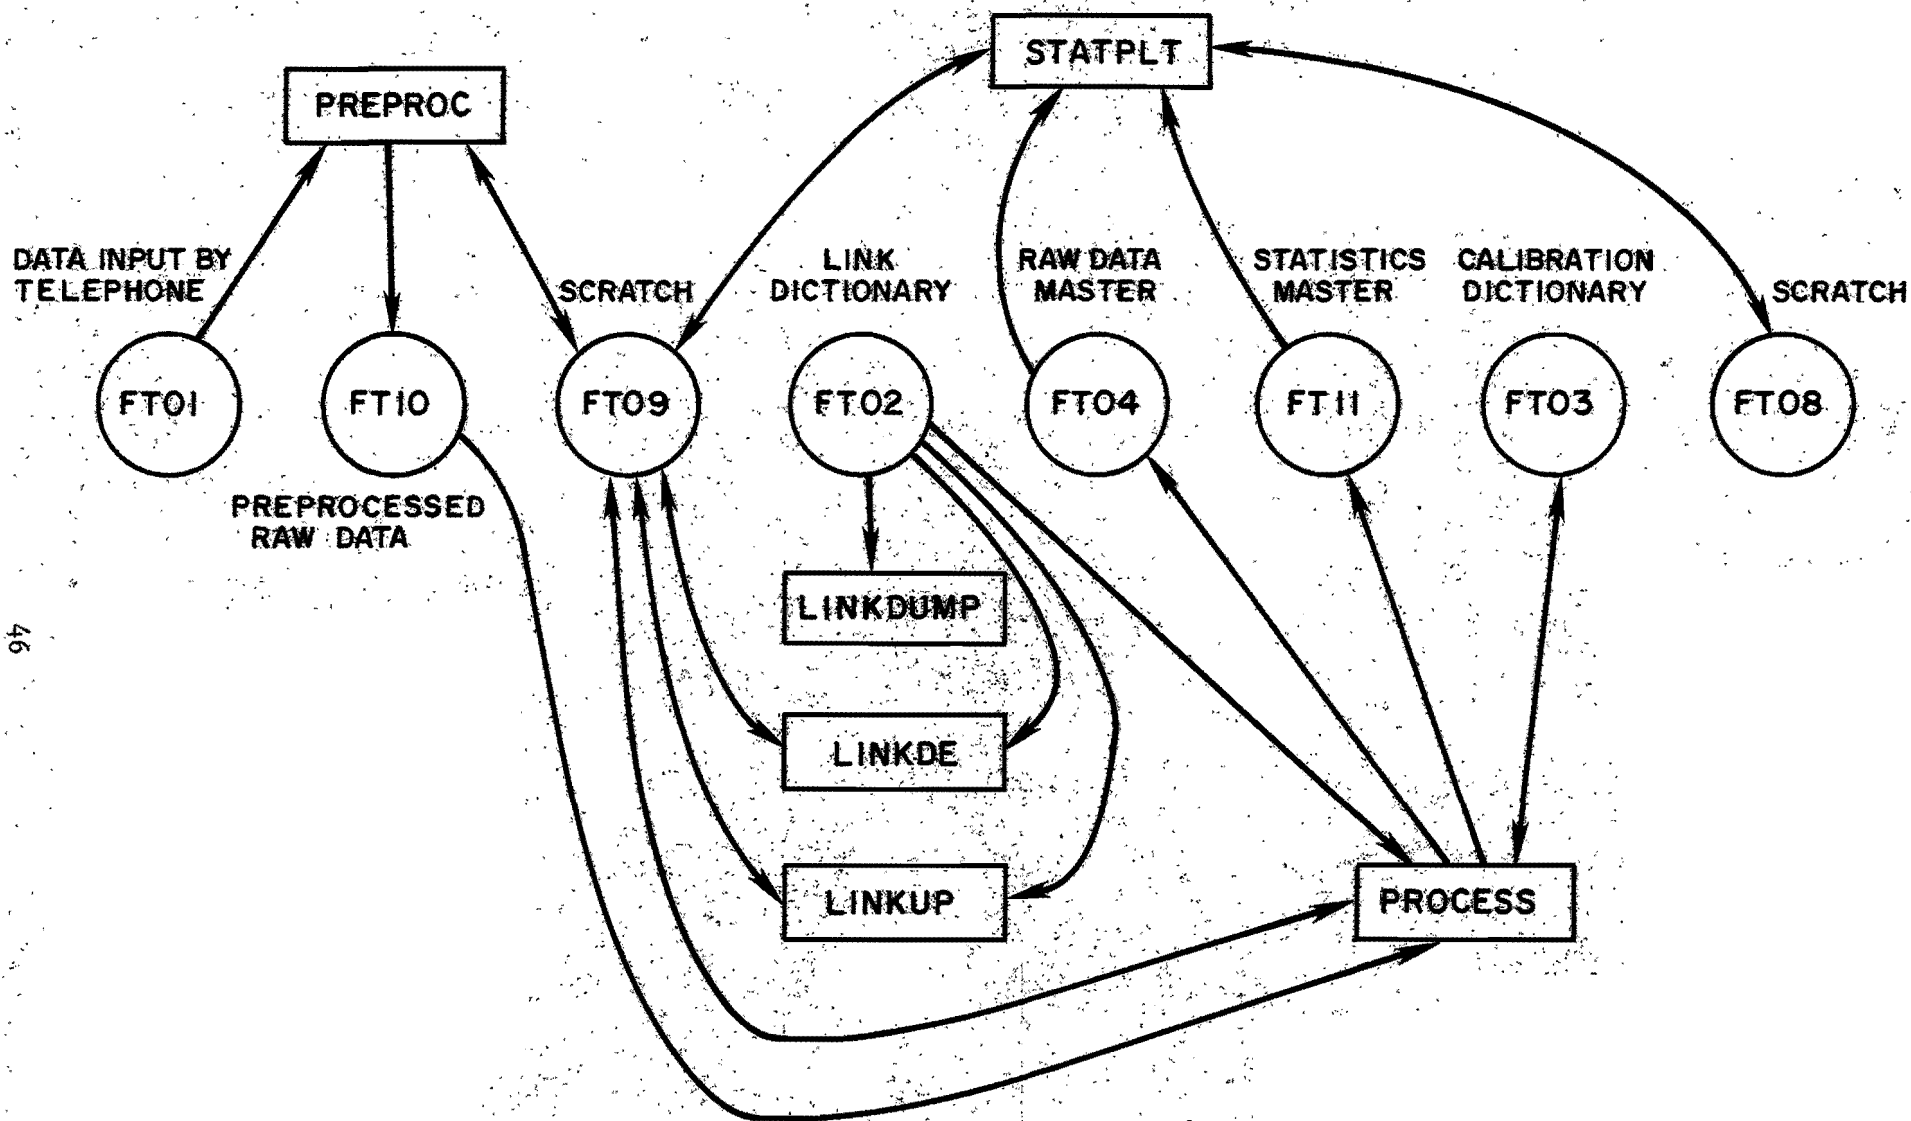 STATPLT
PREPROC
DATA INPUT BY
TELEPHONE
SCRATCH
LINK
DICTIONARY
RAW DATA
MASTER
STATISTICS
MASTER
CALIBRATION
DICTIONARY
SCRATCH
FT01
FT10
FT09
FT02
FT04
FT11
FT03
FT08
PREPROCESSED
RAW DATA
LINKDUMP
46
LINKDE
LINKUP
PROCESS